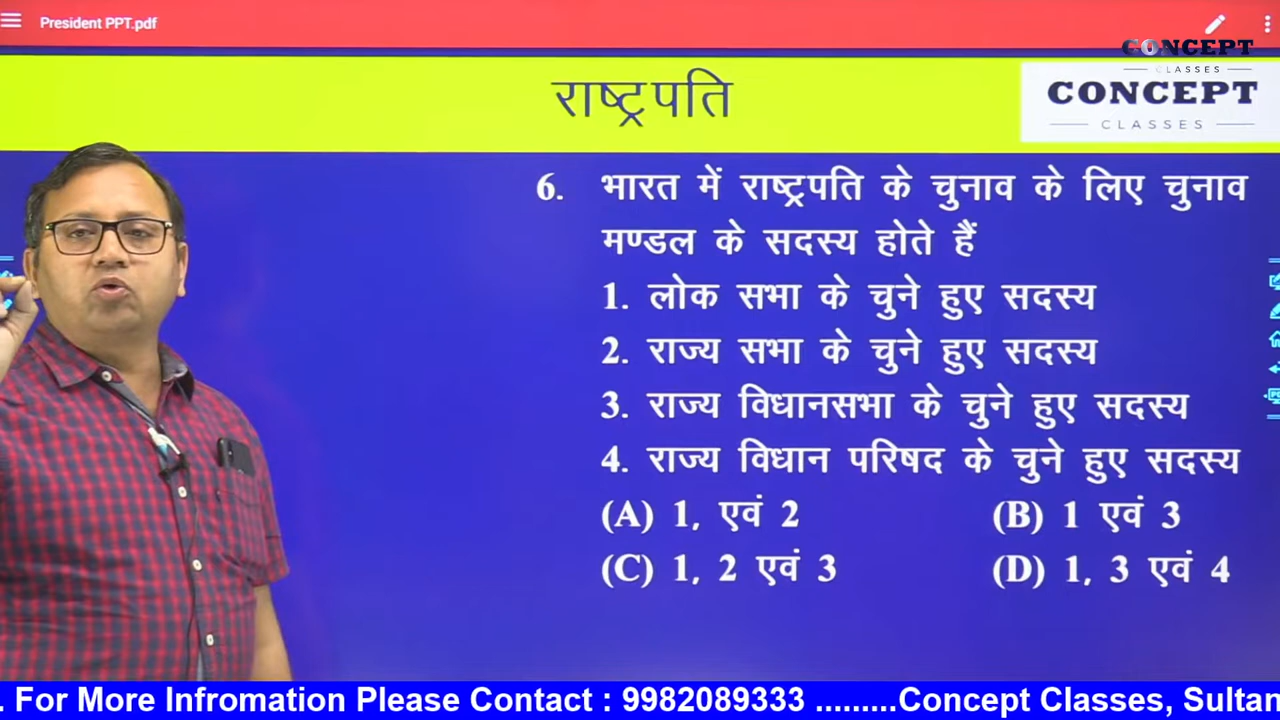 President PPT.pdf
CONCEPT
CLASSES
राष्ट्रपति
CONCEPT
CLASSES
6. भारत में राष्ट्रपति के चुनाव के लिए चुनाव
मण्डल के सदस्य होते हैं
1. लोक सभा के चुने हुए सदस्य
2. राज्य सभा के चुने हुए सदस्य
3. राज्य विधानसभा के चुने हुए सदस्य
4. राज्य विधान परिषद के चुने हुए सदस्य
(A) 1, एवं 2 (B) 1 एवं 3
(C) 1, 2 एवं 3 (D) 1, 3 एवं 4
. For More Infromation Please Contact : 9982089333 .........Concept Classes, Sultan